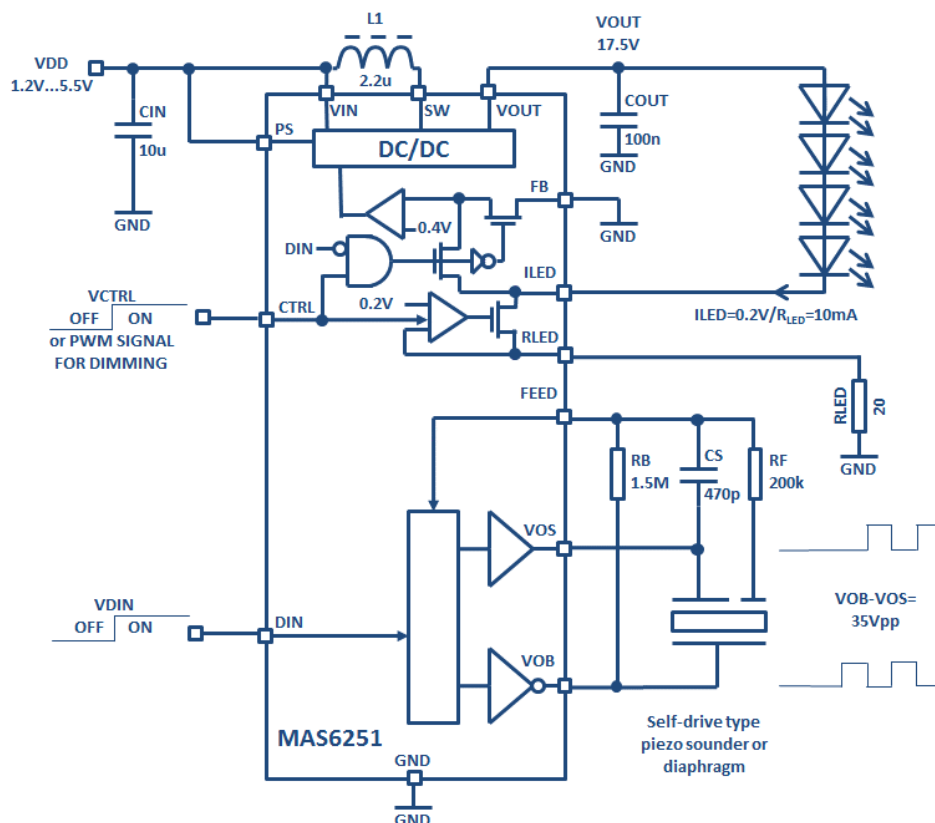 L1
VDD
1.2V...5.5V
2.2u
VOUT
17.5V
CIN
10u
GND
PS
VIN
SW
VOUT
DC/DC
COUT
100n
GND
FB
GND
0.4V
DIN
ILED
ILED=0.2V/RLED=10mA
VCTRL
OFF
ON
or PWM SIGNAL
FOR DIMMING
CTRL
0.2V
RLED
RLED
20
GND
FEED
RB
1.5M
CS
470p
RF
200k
VOS
VDIN
OFF
ON
DIN
VOB
VOB-VOS=
35Vpp
MAS6251
Self-drive type
piezo sounder or
diaphragm
GND
GND